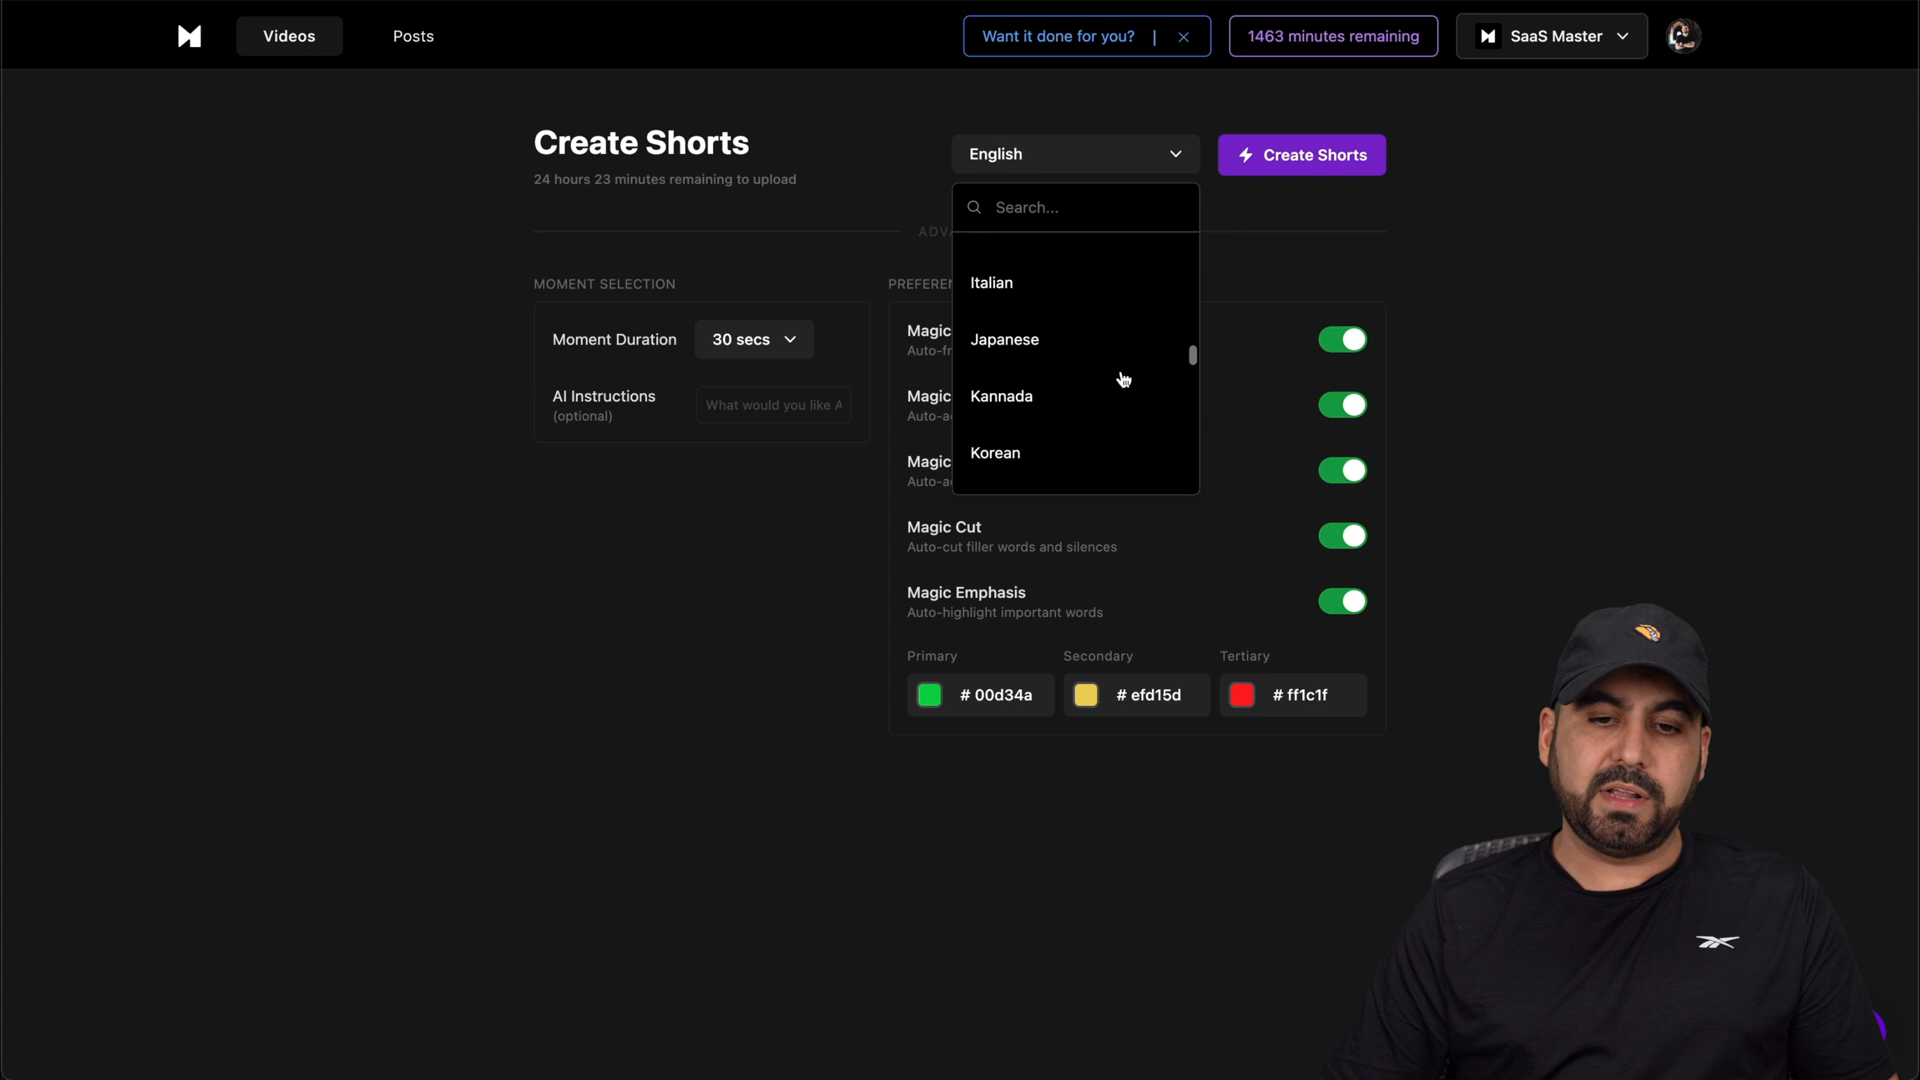 Videos
Posts
Want it done for you? |
1463 minutes remaining
SaaS Master
Create Shorts
24 hours 23 minutes remaining to upload
English
Create Shorts
Search...
ADVA
MOMENT SELECTION
PREFEREN
Italian
Japanese
Kannada
Korean
Moment Duration
30 secs
AI Instructions
(optional)
What would you like A
Magic
Auto-fr
Magic
Auto-a
Magic
Auto-a
Magic Cut
Auto-cut filler words and silences
Magic Emphasis
Auto-highlight important words
Primary
Secondary
Tertiary
# 00d34a
# efd15d
# ff1c1f